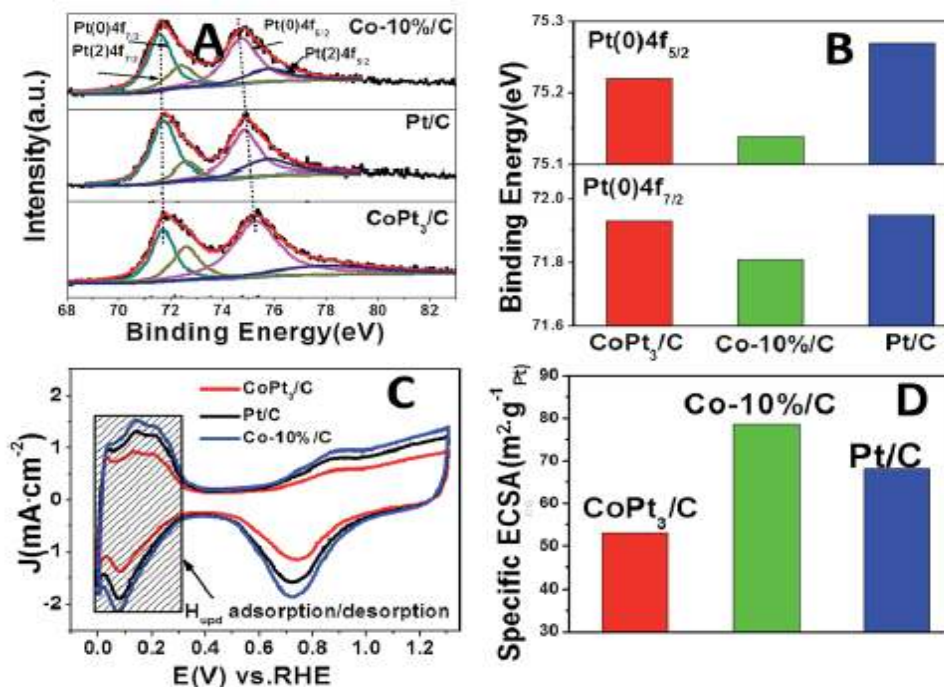 A
Co-10%/C
Pt(0)4f7/2
Pt(2)4f7/2
Pt(0)4f5/2
Pt(2)4f5/2
Pt/C
CoPt3/C
Intensity(a.u.)
68 70 72 74 76 78 80 82
Binding Energy(eV)
B
Pt(0)4f5/2
75.3
75.2
75.1
Pt(0)4f7/2
72.0
71.8
71.6
Binding Energy(eV)
CoPt3/C Co-10%/C Pt/C
C
CoPt3/C
Pt/C
Co-10%/C
2
1
0
-1
-2
J(mA·cm-2)
Hupd adsorption/desorption
0.0 0.2 0.4 0.6 0.8 1.0 1.2
E(V) vs.RHE
D
90
80
70
60
50
40
30
Specific ECSA(m2·g-1 Pt)
CoPt3/C
Co-10%/C
Pt/C